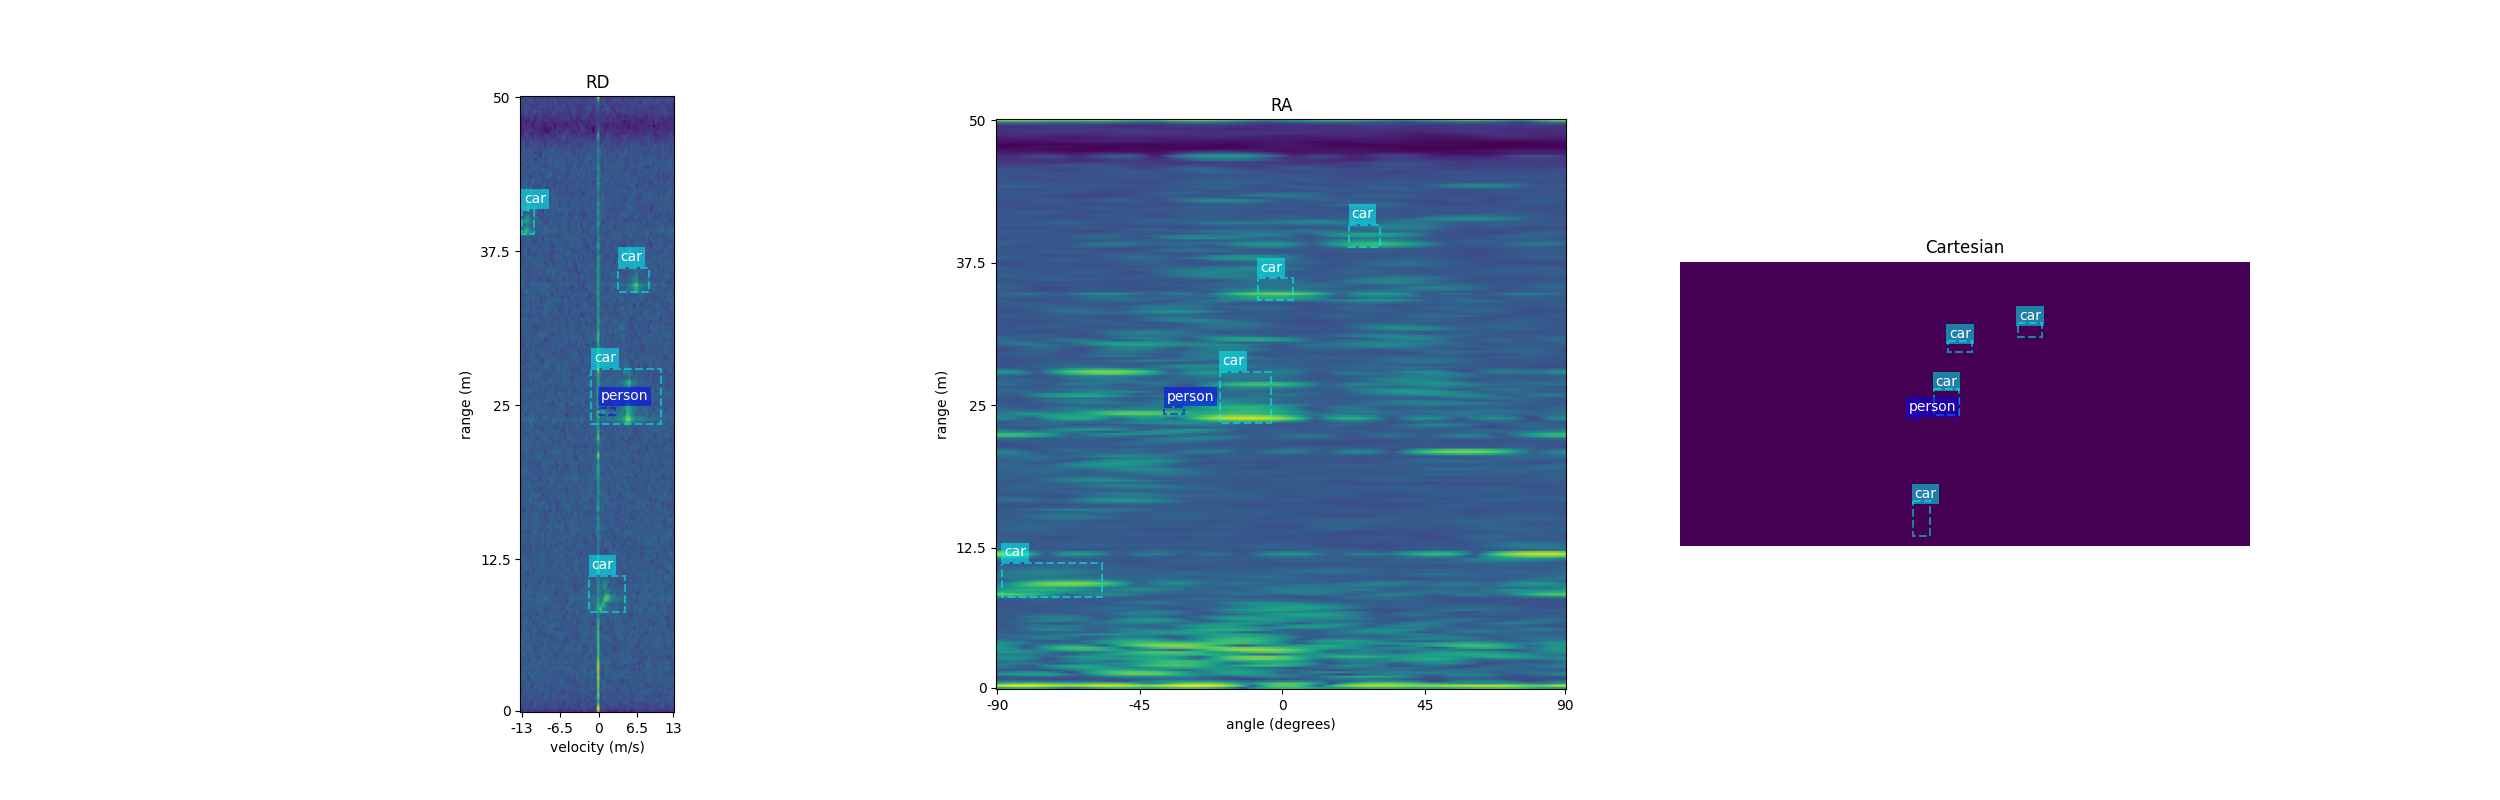 RD
50
37.5
25
12.5
0
range (m)
car
car
car
person
car
-13 -6.5 0 6.5 13
velocity (m/s)
RA
50
37.5
25
12.5
0
range (m)
car
car
car
person
car
-90 -45 0 45 90
angle (degrees)
Cartesian
car
car
car
person
car